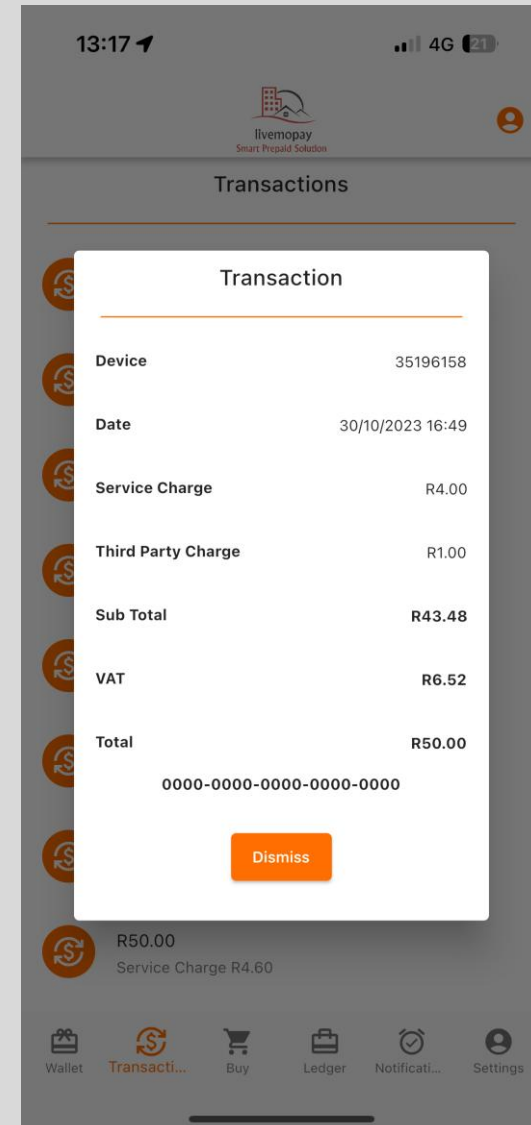 13:17
4G 21
livemopay
Smart Prepaid Solution
Transactions
Transaction
Device 35196158
Date 30/10/2023 16:49
Service Charge R4.00
Third Party Charge R1.00
Sub Total R43.48
VAT R6.52
Total R50.00
0000-0000-0000-0000-0000
Dismiss
R50.00
Service Charge R4.60
Wallet Transacti... Buy Ledger Notificati... Settings